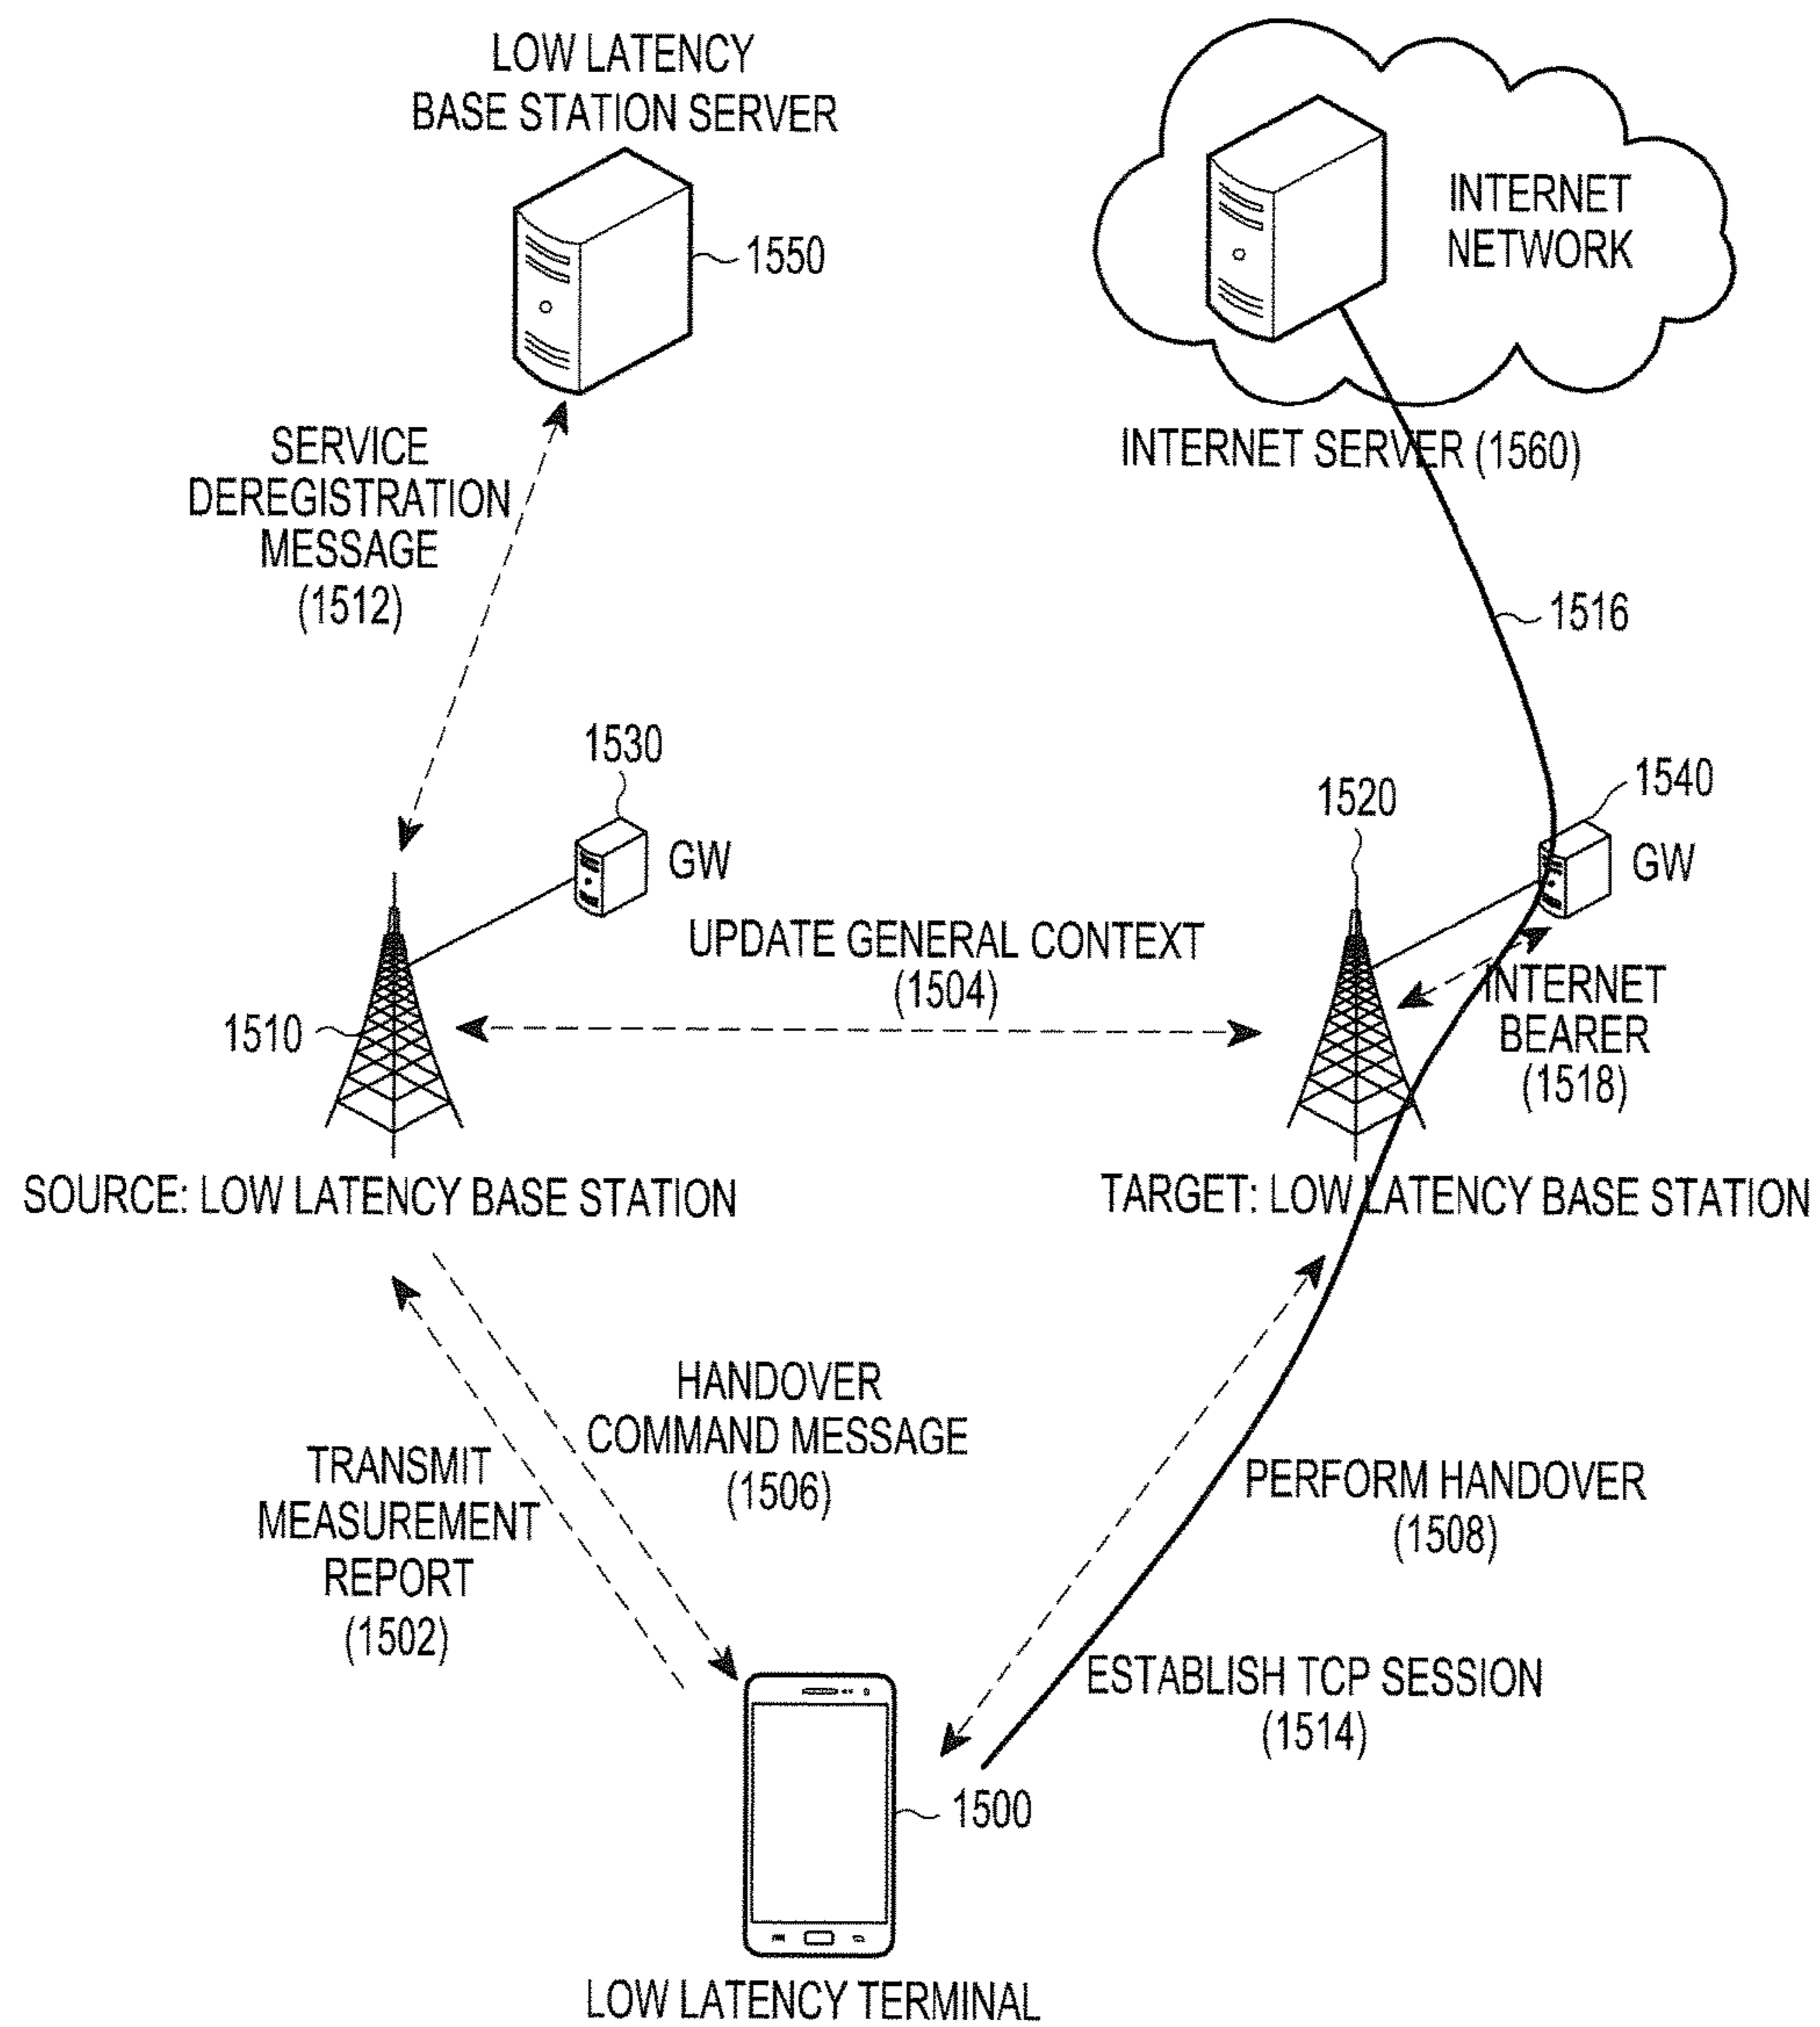 LOW LATENCY
BASE STATION SERVER
1550
INTERNET
NETWORK
INTERNET SERVER (1560)
SERVICE
DEREGISTRATION
MESSAGE
(1512)
1516
1530
GW
1520
1540
GW
UPDATE GENERAL CONTEXT
(1504)
1510
INTERNET
BEARER
(1518)
SOURCE: LOW LATENCY BASE STATION
TARGET: LOW LATENCY BASE STATION
HANDOVER
COMMAND MESSAGE
(1506)
TRANSMIT
MEASUREMENT
REPORT
(1502)
PERFORM HANDOVER
(1508)
ESTABLISH TCP SESSION
(1514)
1500
LOW LATENCY TERMINAL